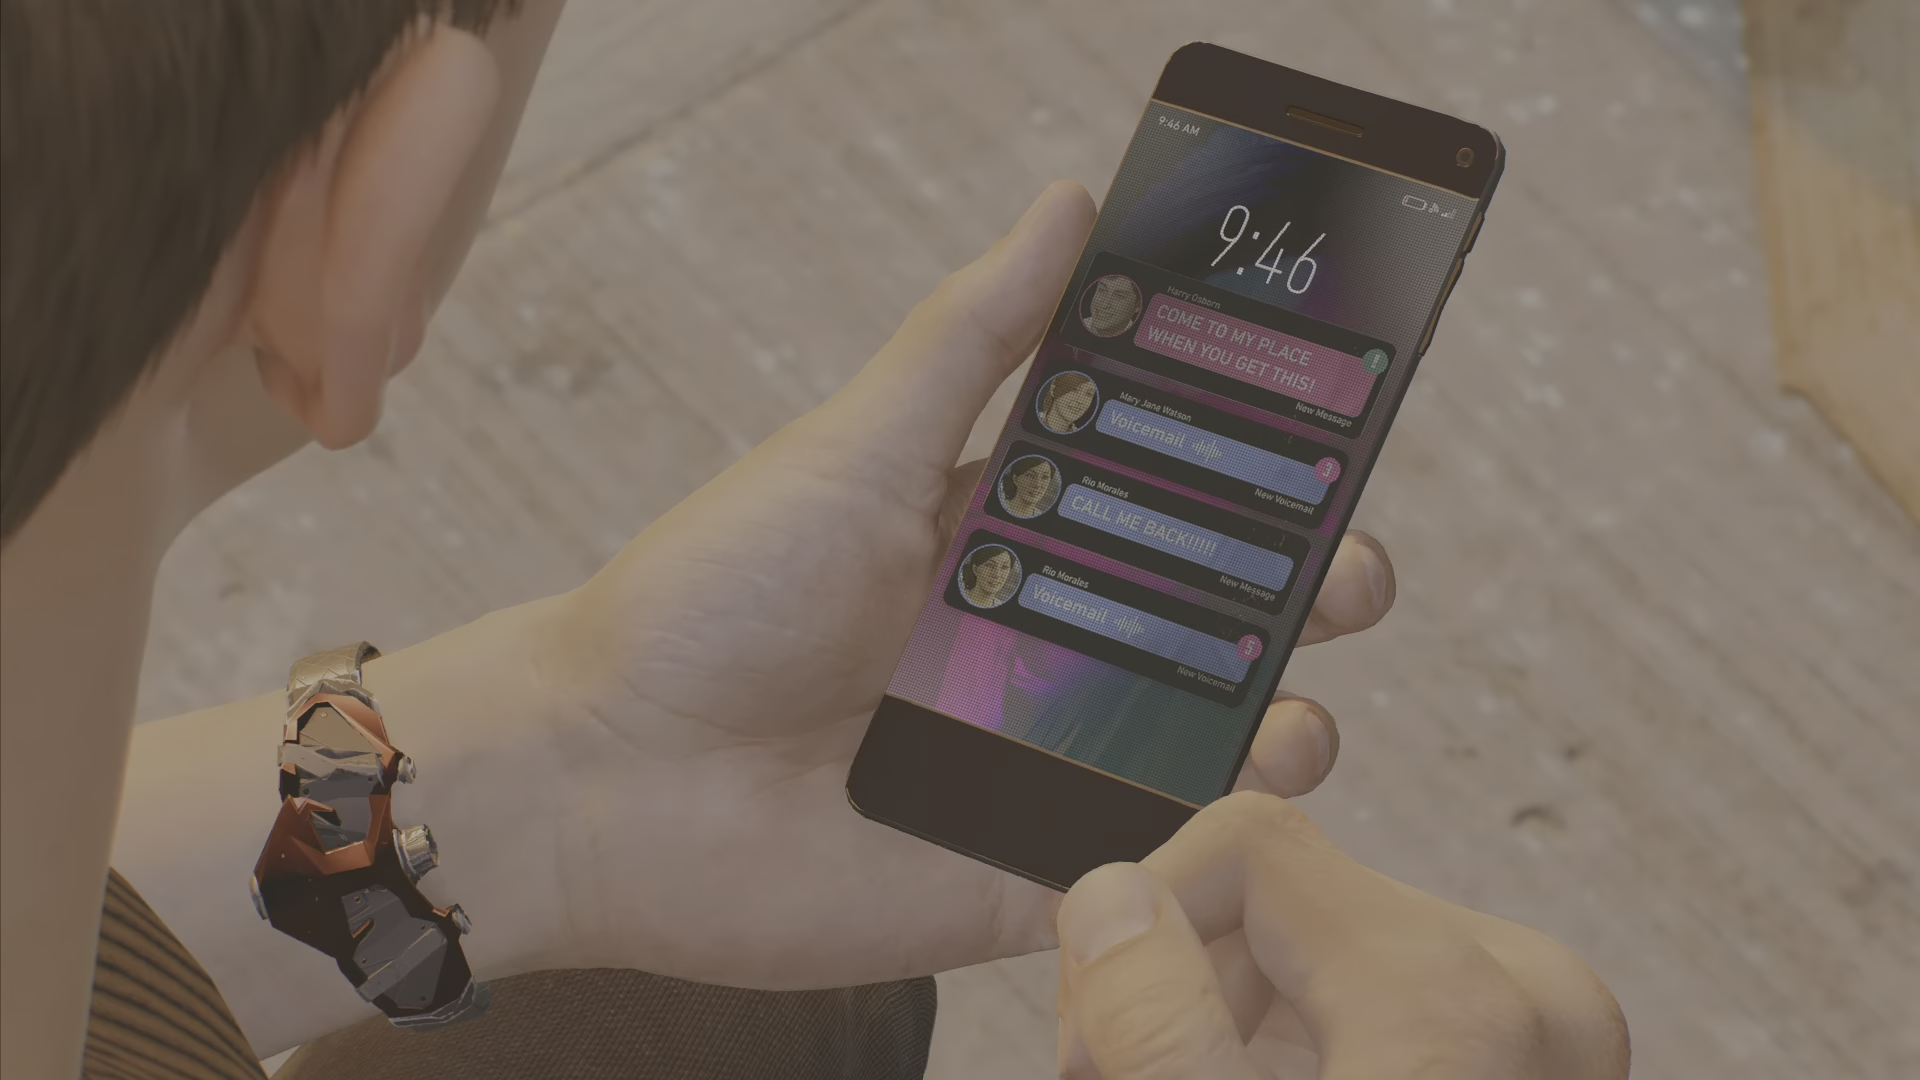 9:46 AM
9:46
Harry Osborn
COME TO MY PLACE
WHEN YOU GET THIS!
!
New Message
Mary Jane Watson
Voicemail
3
New Voicemail
Rio Morales
CALL ME BACK!!!!!
New Message
Rio Morales
Voicemail
5
New Voicemail